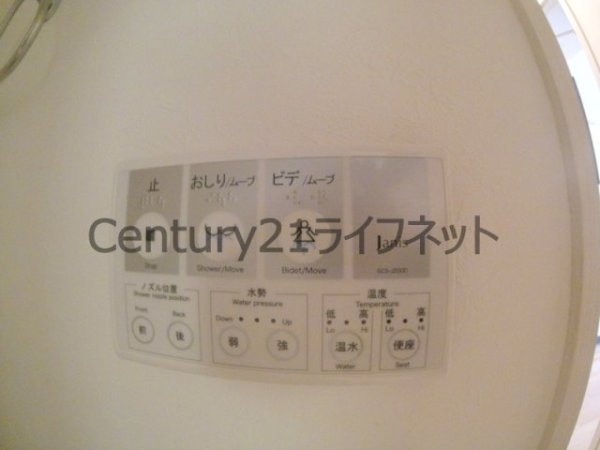 止
おしり/ムーブ
ビデ/ムーブ
Century21ライフネット
Janis
Stop
Shower/Move
Bidet/Move
ノズル位置
Shower nozzle position
Front
Back
前
後
水勢
Water pressure
Down
Up
弱
強
温度
Temperature
低
高
Lo
Hi
温水
Water
低
高
Lo
Hi
便座
Seat